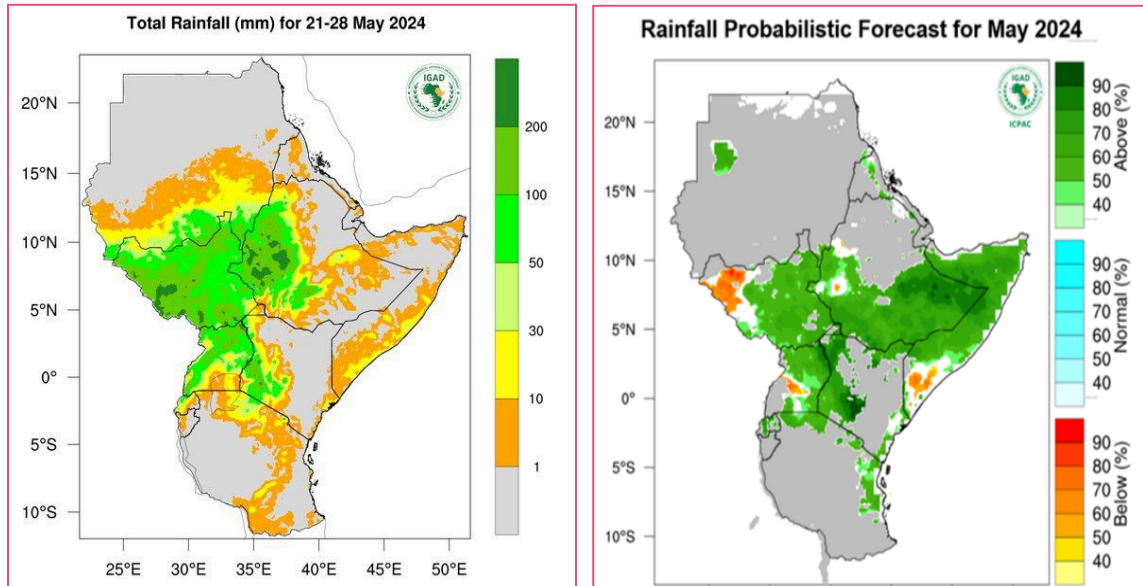 Total Rainfall (mm) for 21-28 May 2024
IGAD
20°N
15°N
10°N
5°N
0°
5°S
10°S
25°E 30°E 35°E 40°E 45°E 50°E
200
100
50
30
10
1
Rainfall Probabilistic Forecast for May 2024
IGAD
ICPAC
20°N
15°N
10°N
5°N
0°
5°S
10°S
90
80
70
60
50
40
Above (%)
90
80
70
60
50
40
Normal (%)
90
80
70
60
50
40
Below (%)